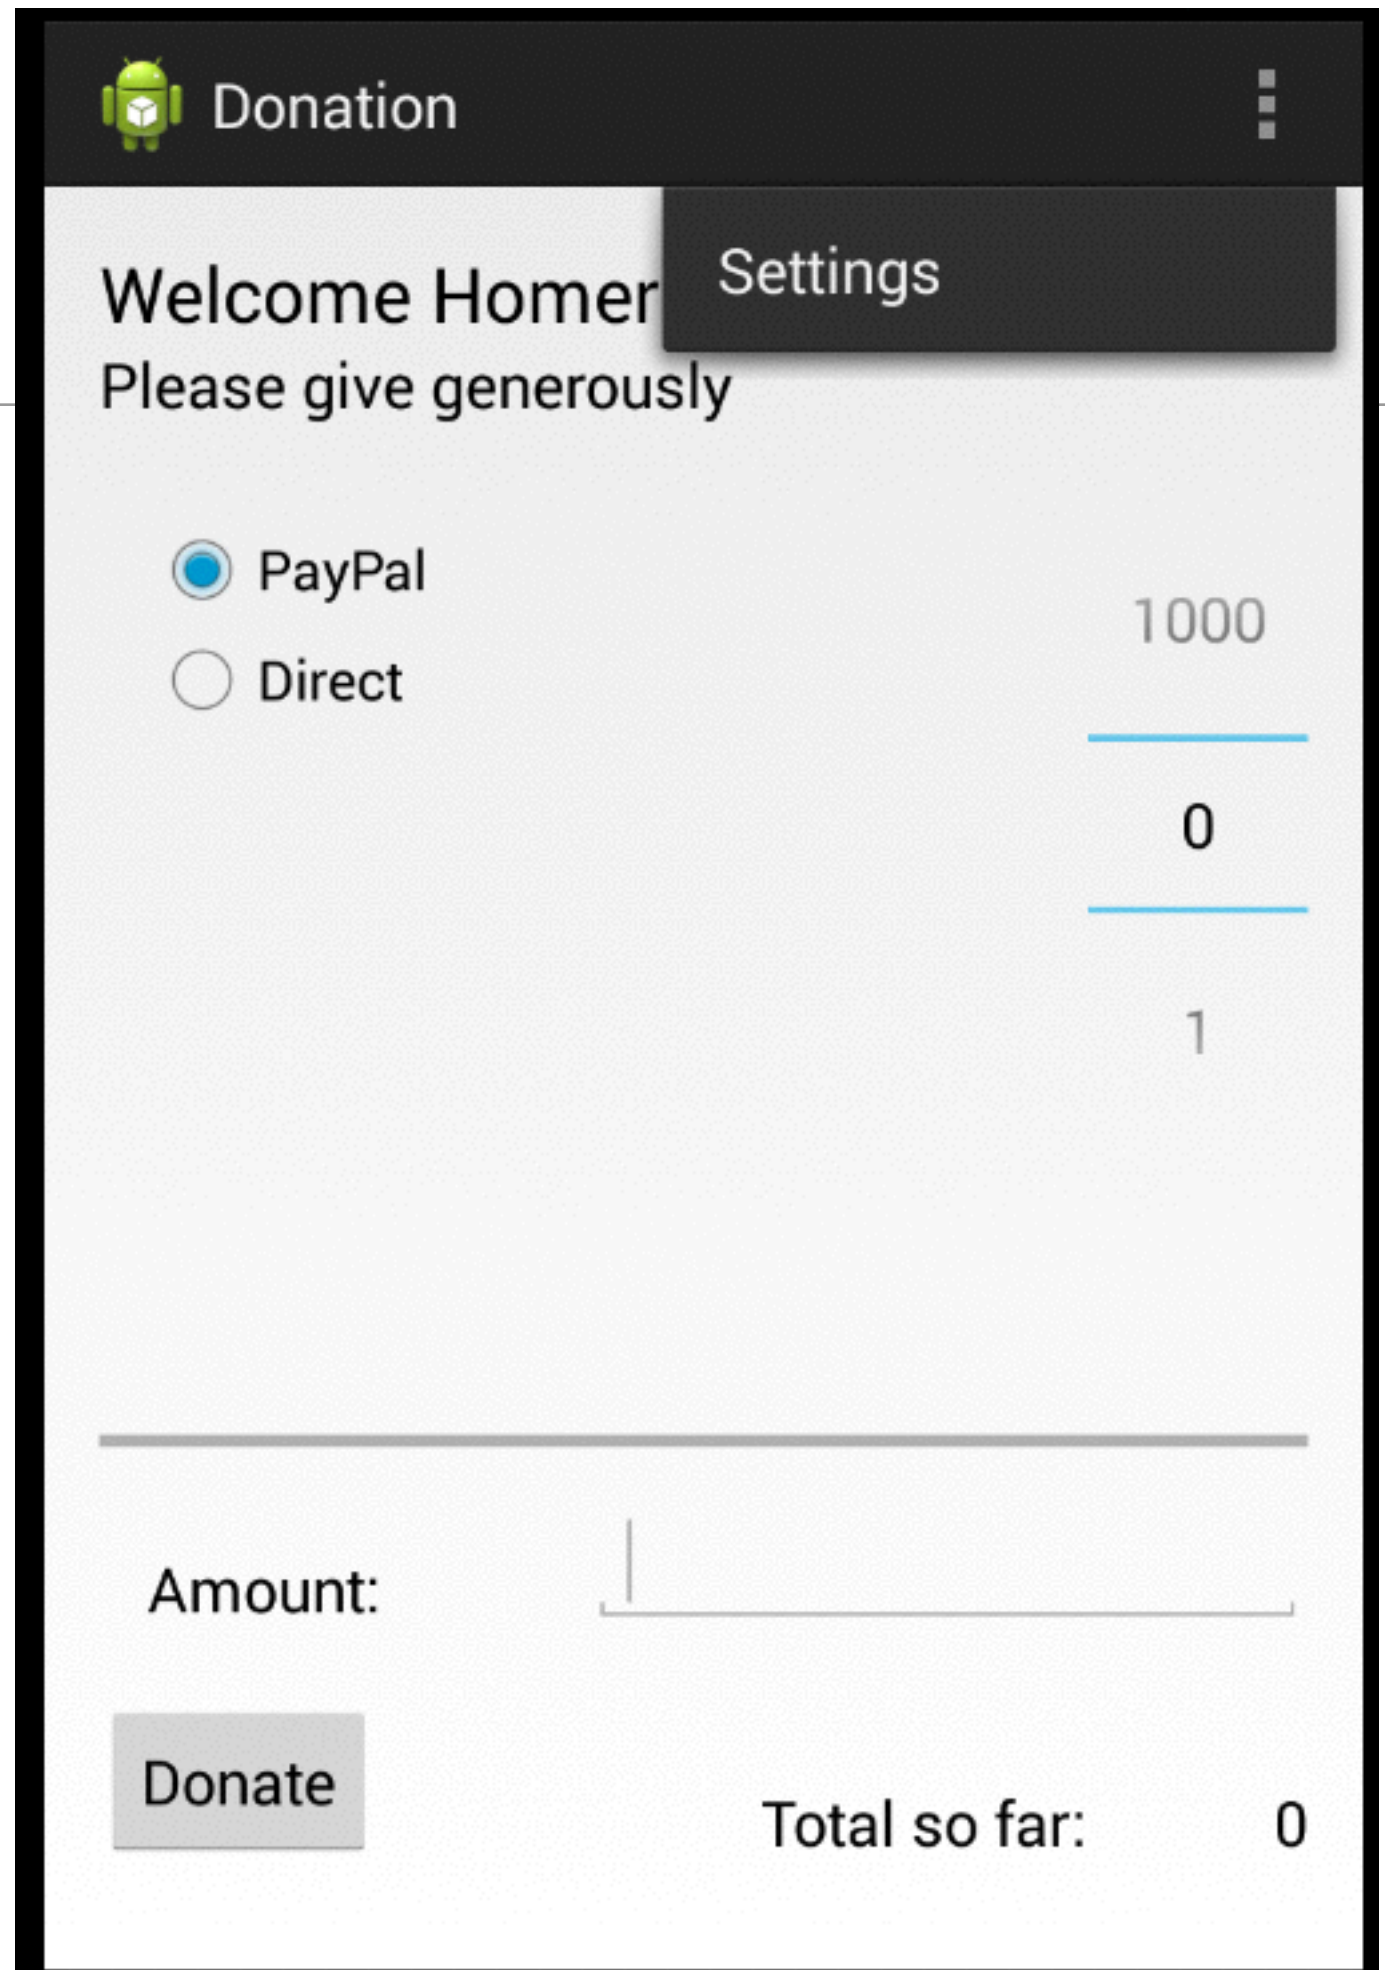 Donation
Settings
Welcome Homer
Please give generously
PayPal
Direct
1000
0
1
Amount:
Donate
Total so far: 0